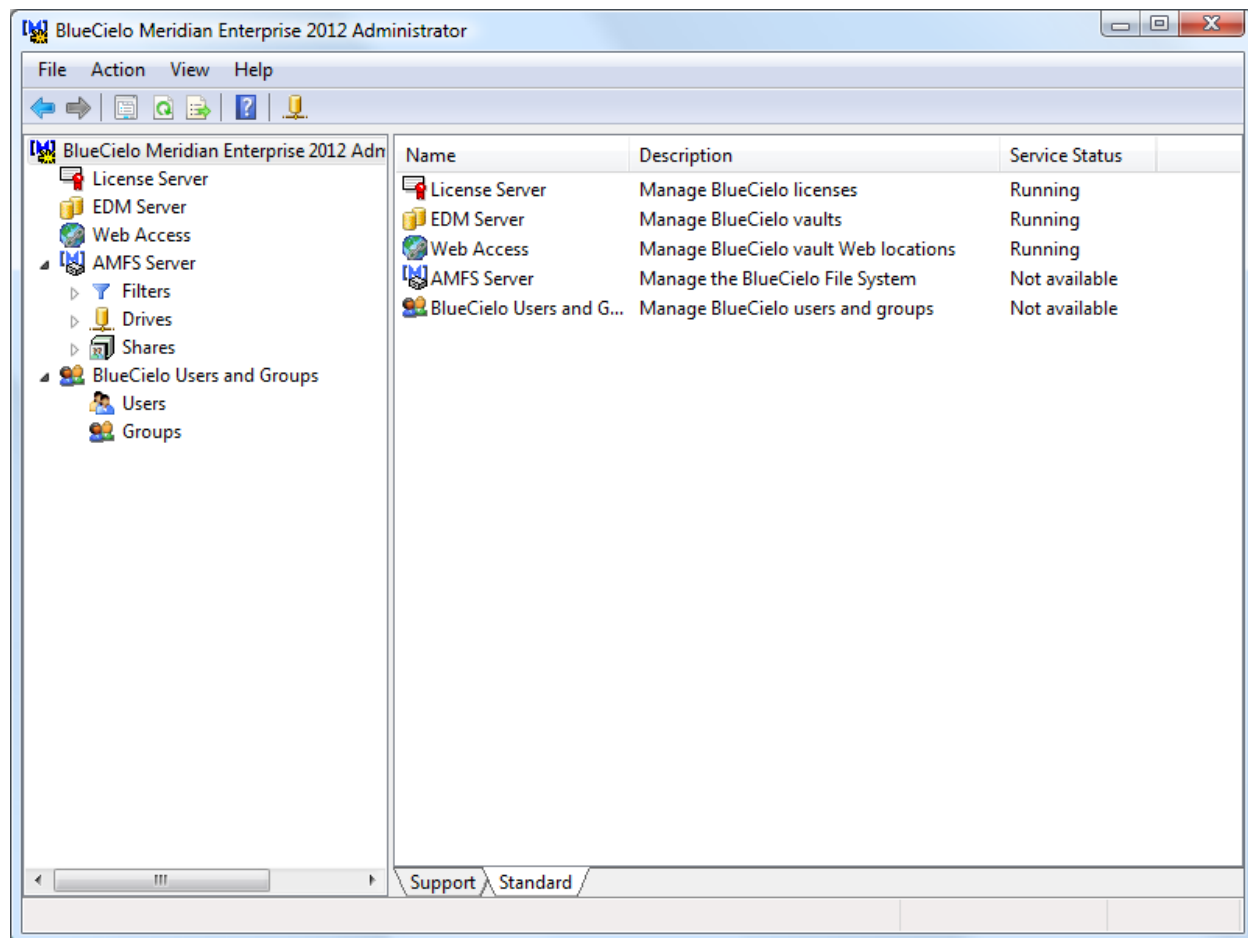 BlueCielo Meridian Enterprise 2012 Administrator
File Action View Help
BlueCielo Meridian Enterprise 2012 Adm
License Server
EDM Server
Web Access
AMFS Server
Filters
Drives
Shares
BlueCielo Users and Groups
Users
Groups
Name Description Service Status
License Server Manage BlueCielo licenses Running
EDM Server Manage BlueCielo vaults Running
Web Access Manage BlueCielo vault Web locations Running
AMFS Server Manage the BlueCielo File System Not available
BlueCielo Users and G... Manage BlueCielo users and groups Not available
Support Standard